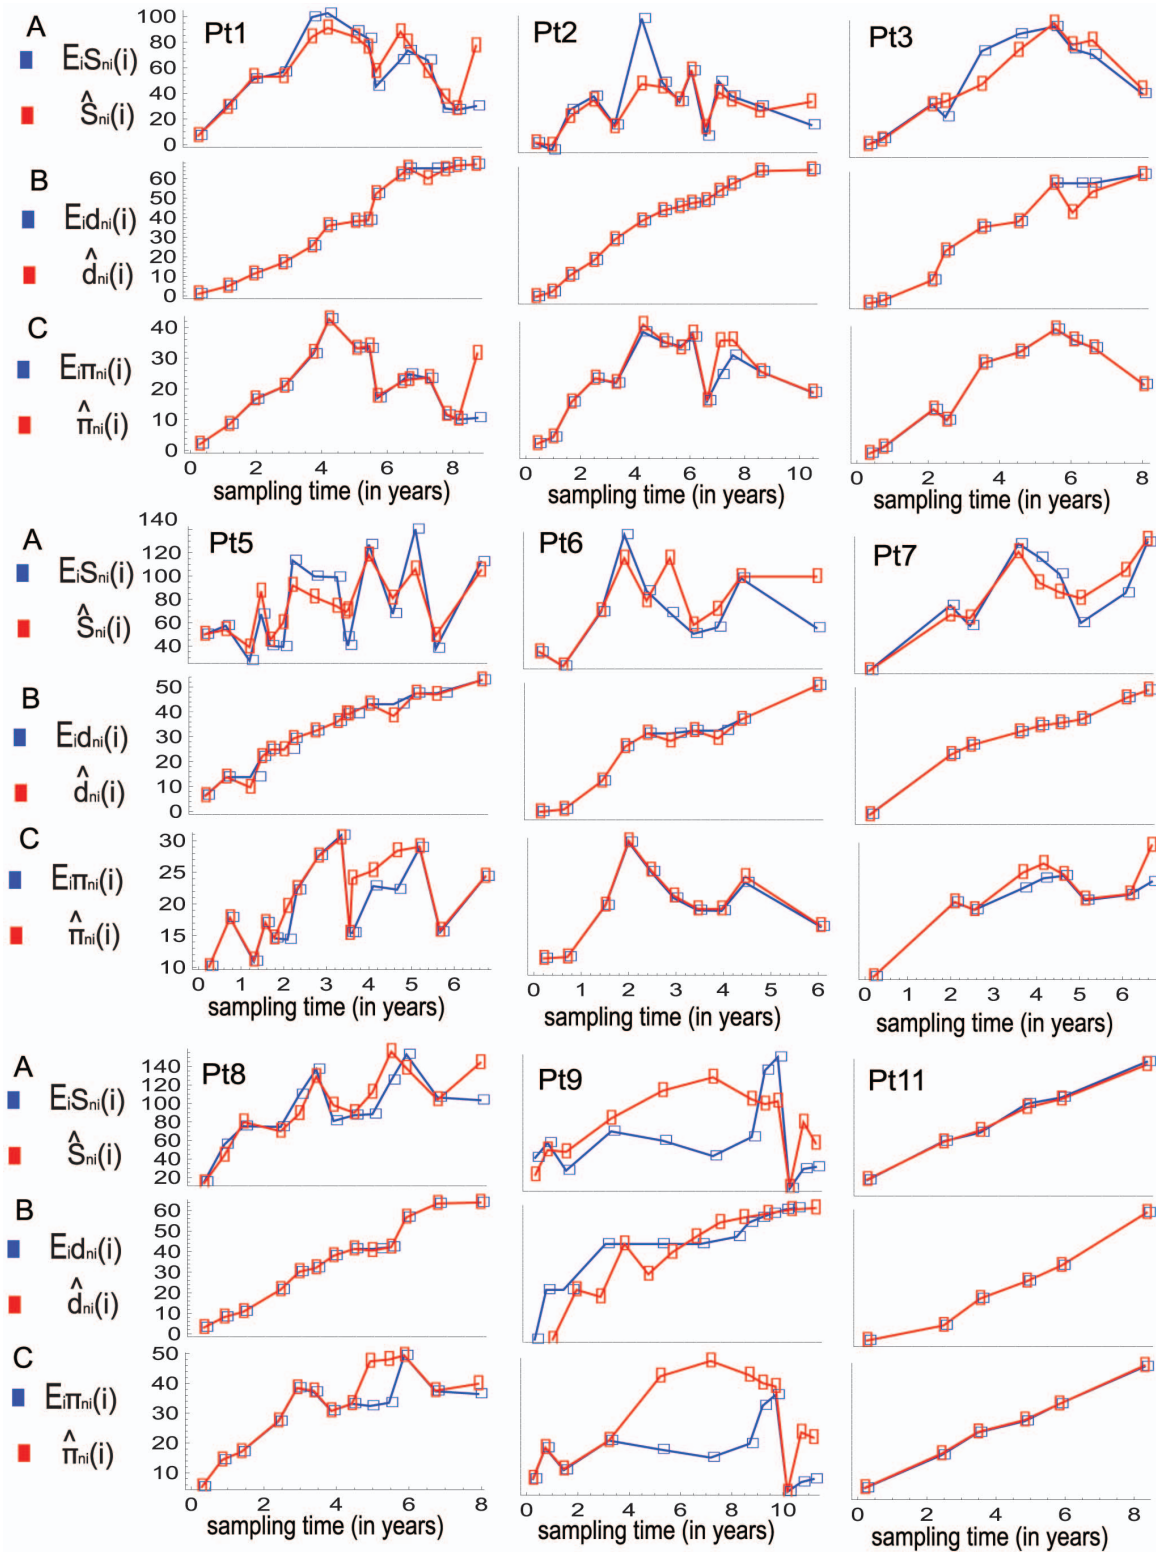 A
Pt1
Pt2
Pt3
EiSni(i)
Ŝni(i)
100
80
60
40
20
0
B
Eidni(i)
d̂ni(i)
60
50
40
30
20
10
0
C
Eiπni(i)
π̂ni(i)
40
30
20
10
0
0 2 4 6 8
0 2 4 6 8 10
0 2 4 6 8
sampling time (in years)
sampling time (in years)
sampling time (in years)
A
Pt5
Pt6
Pt7
EiSni(i)
Ŝni(i)
140
120
100
80
60
40
B
Eidni(i)
d̂ni(i)
50
40
30
20
10
0
C
Eiπni(i)
π̂ni(i)
30
25
20
15
10
0 1 2 3 4 5 6
0 1 2 3 4 5 6
0 1 2 3 4 5 6
sampling time (in years)
sampling time (in years)
sampling time (in years)
A
Pt8
Pt9
Pt11
EiSni(i)
Ŝni(i)
140
120
100
80
60
40
20
B
Eidni(i)
d̂ni(i)
60
50
40
30
20
10
0
C
Eiπni(i)
π̂ni(i)
50
40
30
20
10
0 2 4 6 8
0 2 4 6 8 10
0 2 4 6 8
sampling time (in years)
sampling time (in years)
sampling time (in years)